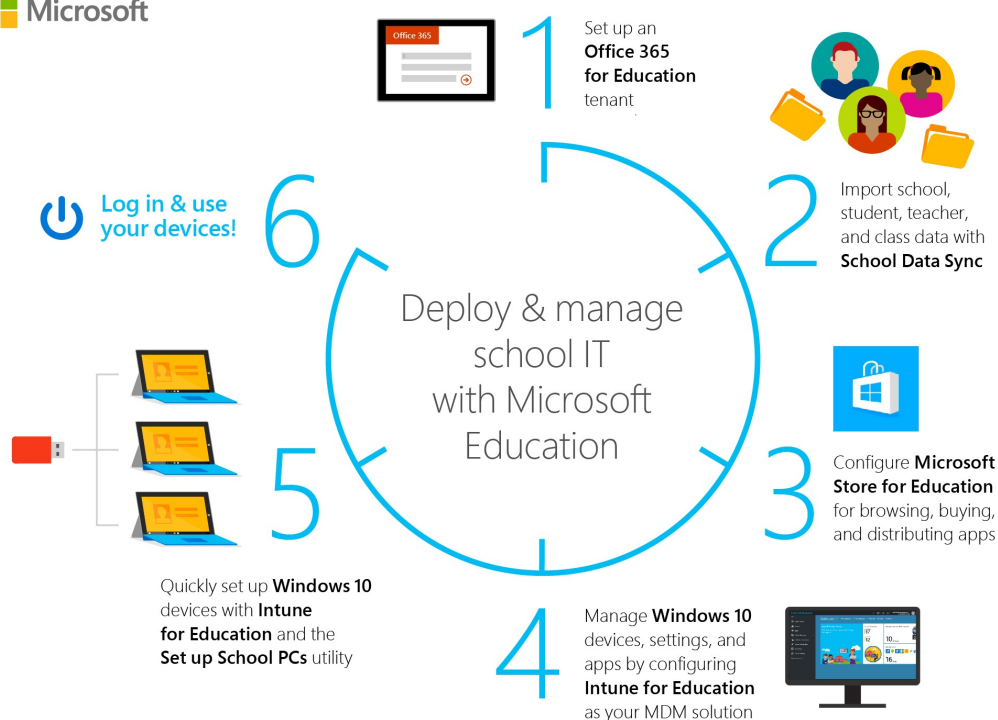 Microsoft
Office 365
1
Set up an
Office 365
for Education
tenant
2
Import school,
student, teacher,
and class data with
School Data Sync
3
Configure Microsoft
Store for Education
for browsing, buying,
and distributing apps
4
Manage Windows 10
devices, settings, and
apps by configuring
Intune for Education
as your MDM solution
5
Quickly set up Windows 10
devices with Intune
for Education and the
Set up School PCs utility
6
Log in & use
your devices!
Deploy & manage
school IT
with Microsoft
Education